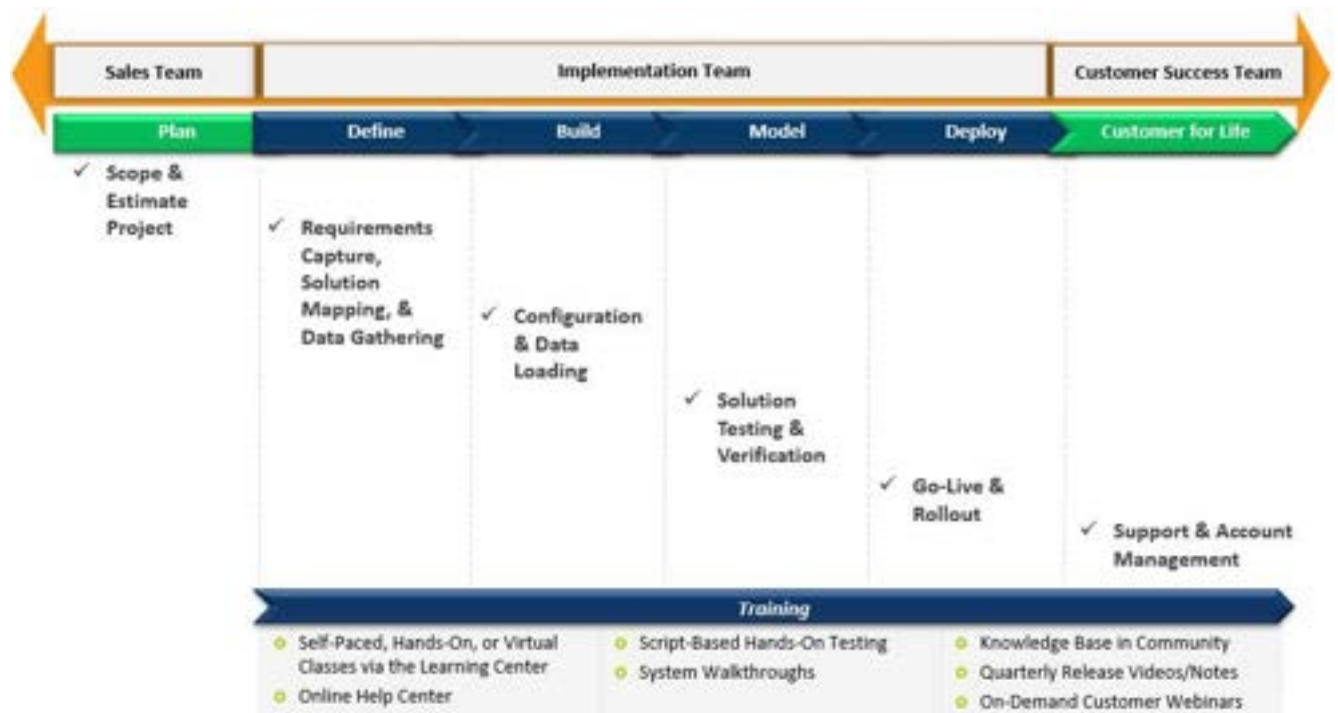 Sales Team
Implementation Team
Customer Success Team
Plan
Define
Build
Model
Deploy
Customer for Life
Scope &
Estimate
Project
Requirements
Capture,
Solution
Mapping, &
Data Gathering
Configuration
& Data
Loading
Solution
Testing &
Verification
Go-Live &
Rollout
Support & Account
Management
Training
Self-Paced, Hands-On, or Virtual
Classes via the Learning Center
Online Help Center
Script-Based Hands-On Testing
System Walkthroughs
Knowledge Base in Community
Quarterly Release Videos/Notes
On-Demand Customer Webinars